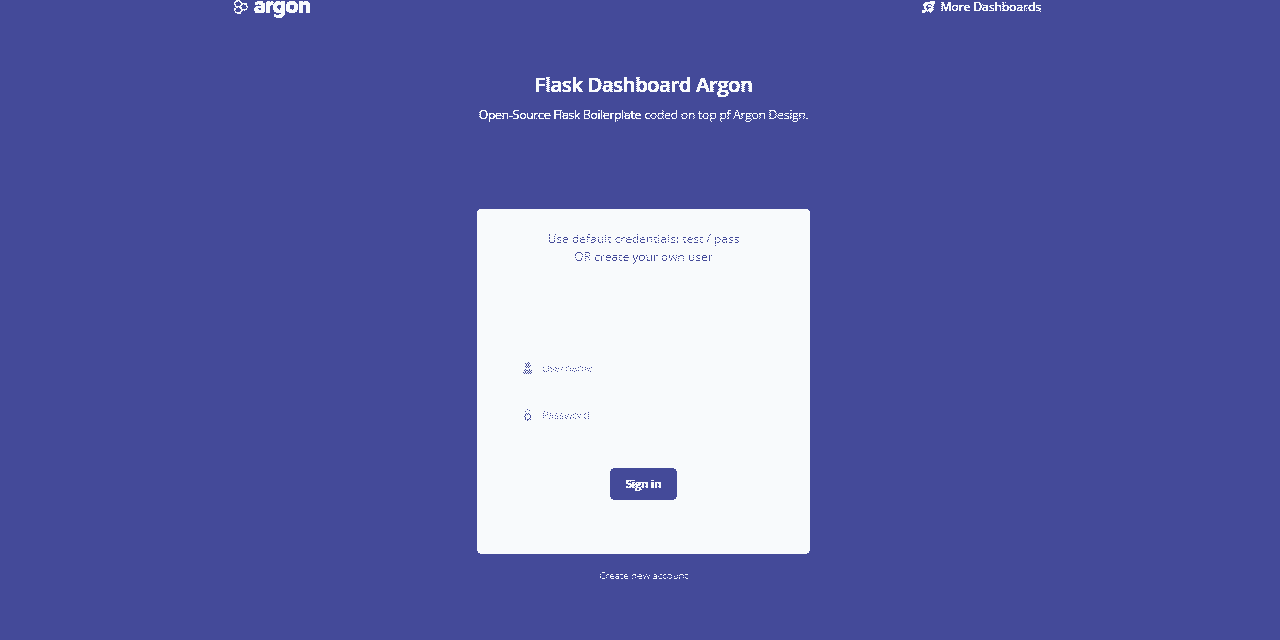 argon
More Dashboards
Flask Dashboard Argon
Open-Source Flask Boilerplate coded on top pf Argon Design.
Use default credentials: test / pass
OR create your own user
Username
Password
Sign in
Create new account